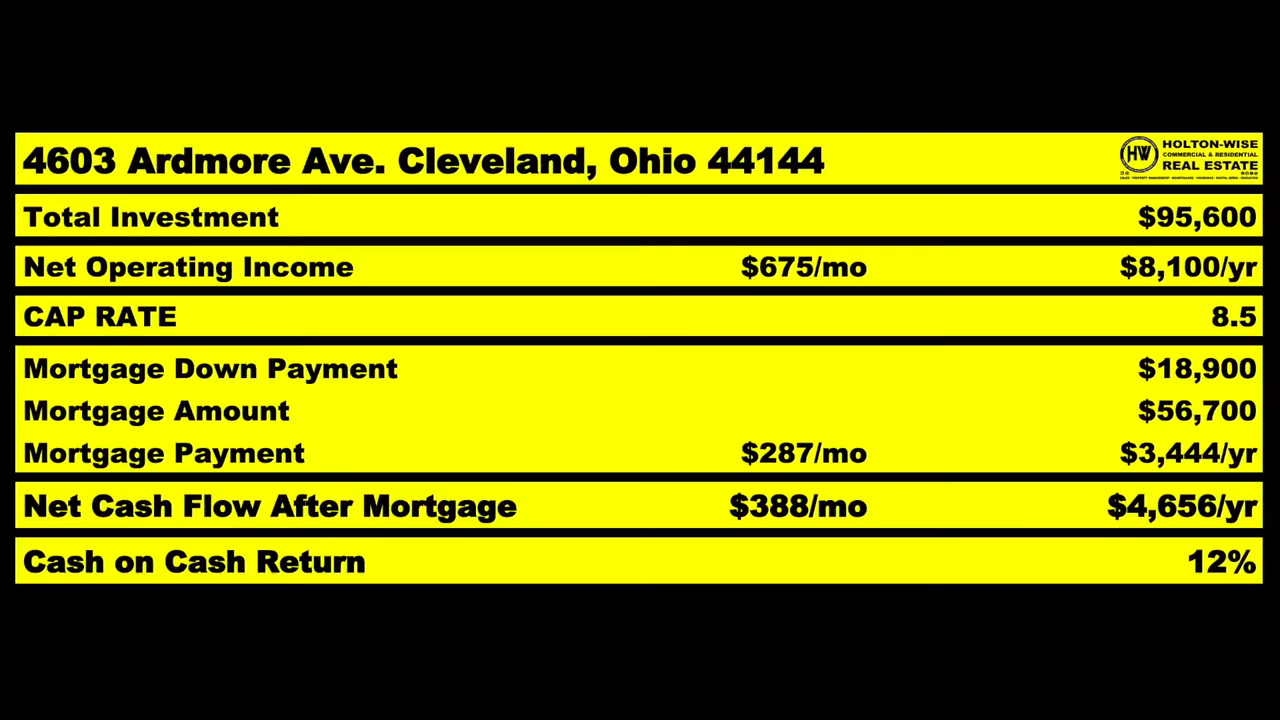 4603 Ardmore Ave. Cleveland, Ohio 44144
HW HOLTON-WISE
COMMERCIAL & RESIDENTIAL
REAL ESTATE
Total Investment $95,600
Net Operating Income $675/mo $8,100/yr
CAP RATE 8.5
Mortgage Down Payment $18,900
Mortgage Amount $56,700
Mortgage Payment $287/mo $3,444/yr
Net Cash Flow After Mortgage $388/mo $4,656/yr
Cash on Cash Return 12%